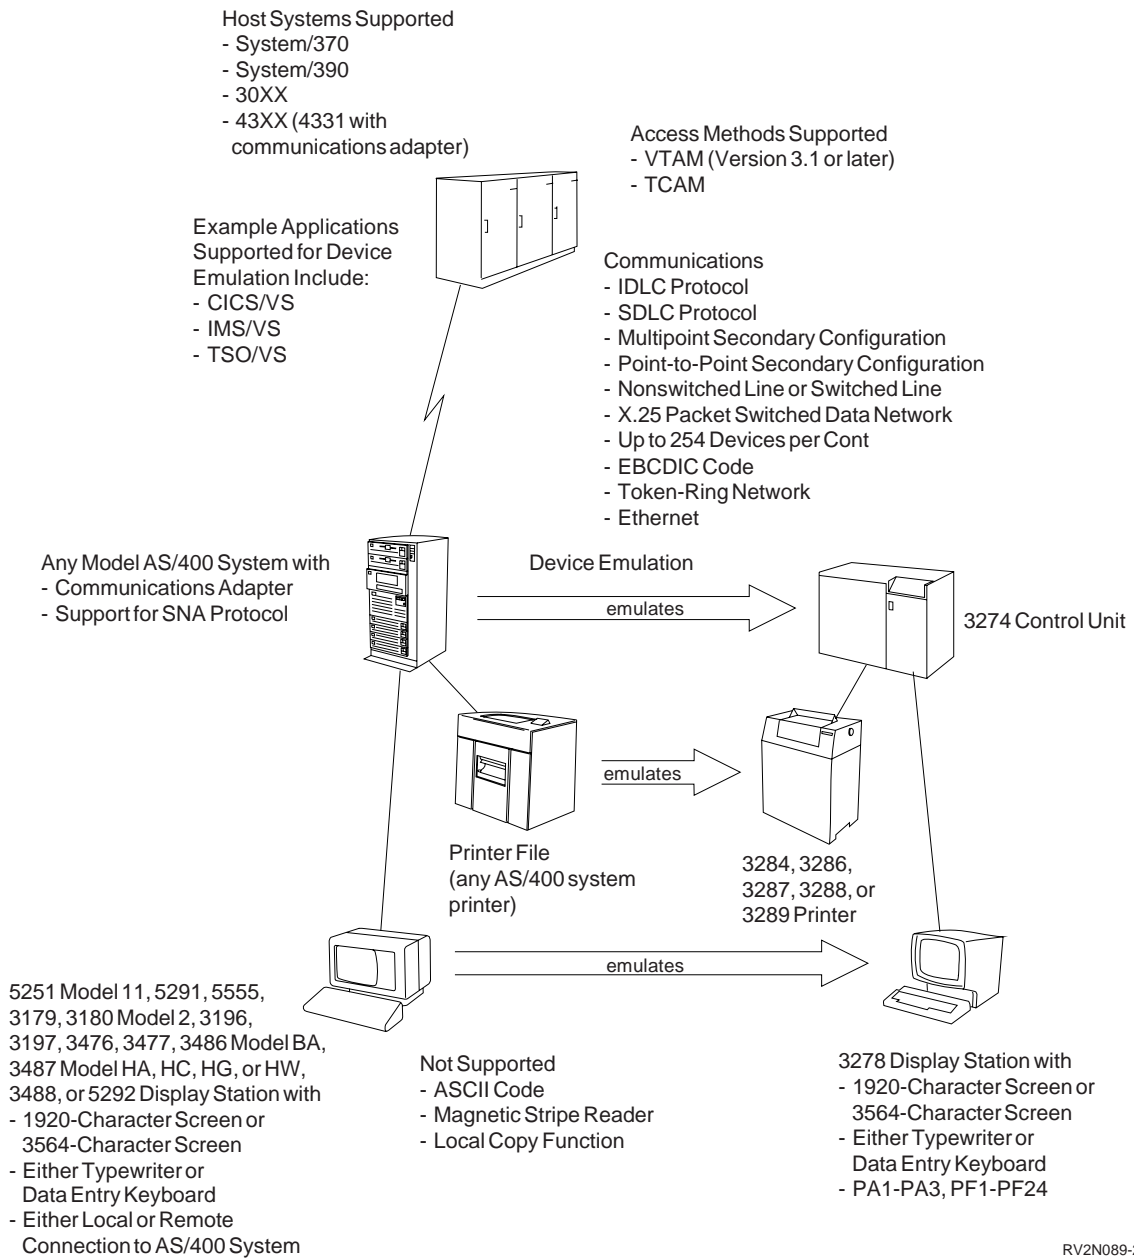 Host Systems Supported
- System/370
- System/390
- 30XX
- 43XX (4331 with
communications adapter)
Access Methods Supported
- VTAM (Version 3.1 or later)
- TCAM
Example Applications
Supported for Device
Emulation Include:
- CICS/VS
- IMS/VS
- TSO/VS
Communications
- IDLC Protocol
- SDLC Protocol
- Multipoint Secondary Configuration
- Point-to-Point Secondary Configuration
- Nonswitched Line or Switched Line
- X.25 Packet Switched Data Network
- Up to 254 Devices per Cont
- EBCDIC Code
- Token-Ring Network
- Ethernet
Any Model AS/400 System with
- Communications Adapter
- Support for SNA Protocol
Device Emulation
emulates
3274 Control Unit
emulates
Printer File
(any AS/400 system
printer)
3284, 3286,
3287, 3288, or
3289 Printer
emulates
5251 Model 11, 5291, 5555,
3179, 3180 Model 2, 3196,
3197, 3476, 3477, 3486 Model BA,
3487 Model HA, HC, HG, or HW,
3488, or 5292 Display Station with
- 1920-Character Screen or
3564-Character Screen
- Either Typewriter or
Data Entry Keyboard
- Either Local or Remote
Connection to AS/400 System
Not Supported
- ASCII Code
- Magnetic Stripe Reader
- Local Copy Function
3278 Display Station with
- 1920-Character Screen or
3564-Character Screen
- Either Typewriter or
Data Entry Keyboard
- PA1-PA3, PF1-PF24